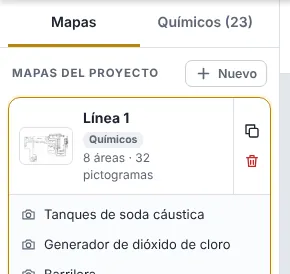 Mapas
Químicos (23)
MAPAS DEL PROYECTO
Nuevo
Línea 1
Químicos
8 áreas · 32
pictogramas
Tanques de soda cáustica
Generador de dióxido de cloro